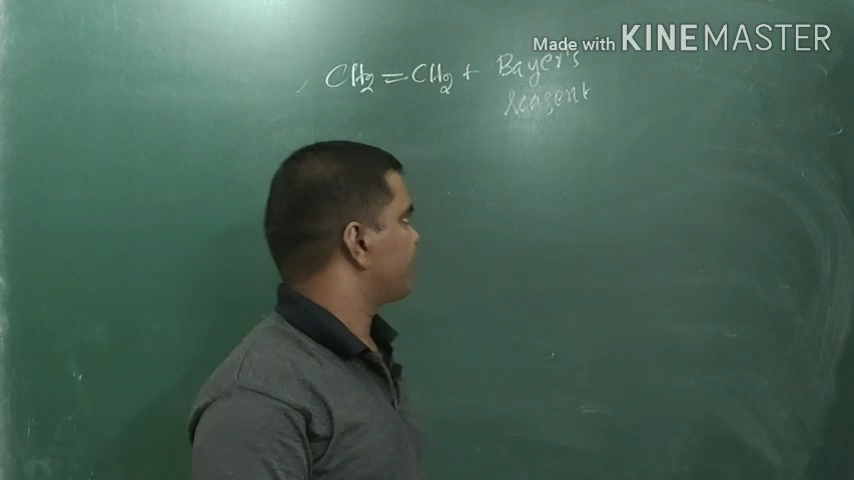 Made with KINEMASTER
CH2 = CH2 + Bayer's
reagent